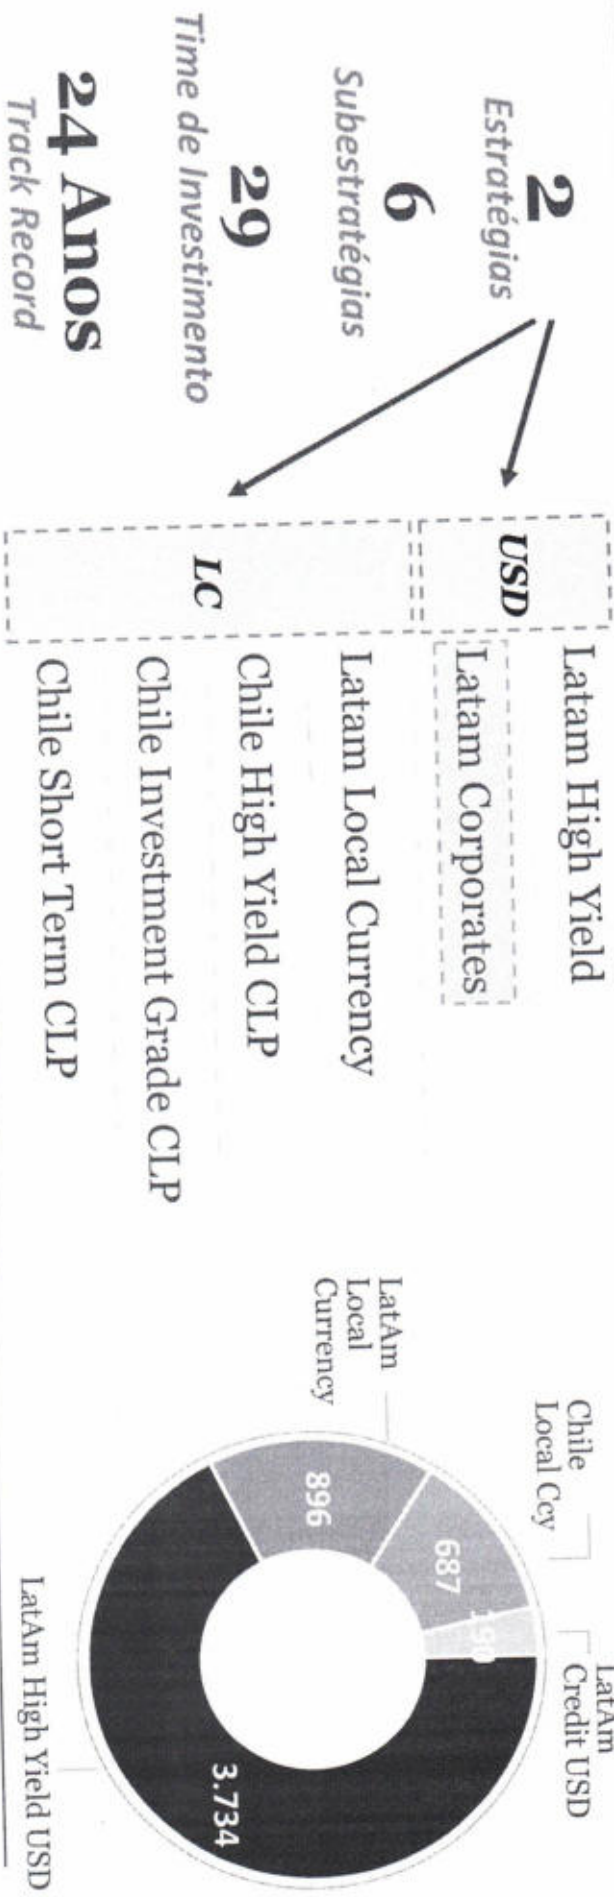 2
Estratégias
6
Subestratégias
29
Time de Investimento
24 Anos
Track Record
USD
Latam High Yield
Latam Corporates
LC
Latam Local Currency
Chile High Yield CLP
Chile Investment Grade CLP
Chile Short Term CLP
LatAm
Credit USD
Chile
Local Ccy
LatAm
Local
Currency
LatAm High Yield USD
687
896
3.734